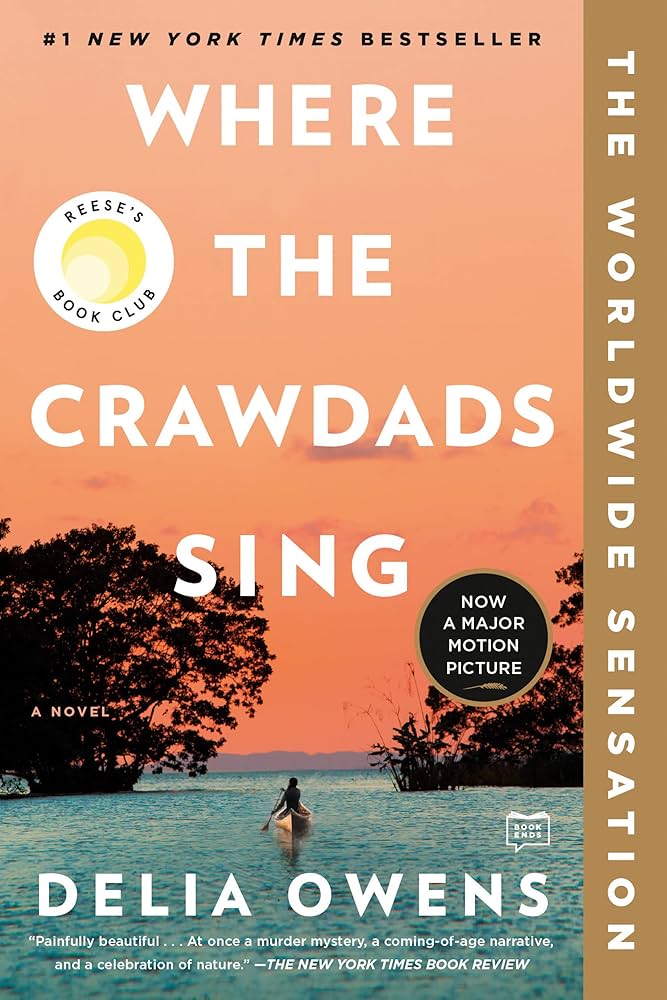 #1 NEW YORK TIMES BESTSELLER
WHERE
THE
CRAWDADS
SING
REESE'S
BOOK CLUB
NOW
A MAJOR
MOTION
PICTURE
A NOVEL
BOOK
ENDS
DELIA OWENS
“Painfully beautiful . . . At once a murder mystery, a coming-of-age narrative,
and a celebration of nature.” —THE NEW YORK TIMES BOOK REVIEW
THE WORLDWIDE SENSATION